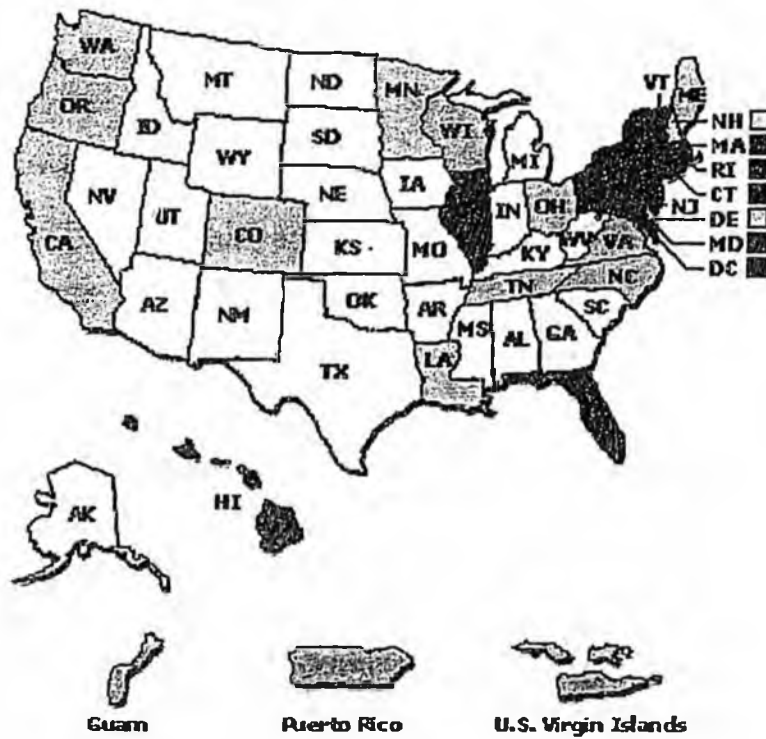 WA
MT
ND
MN
VT
ME
OR
ID
SD
WI
NH
MA
WY
MI
RI
NV
IA
CT
NE
NJ
UT
IN
OH
DE
CA
CO
MD
KS
MO
KY
WV
VA
DC
TN
NC
AZ
NM
OK
AR
SC
MS
AL
GA
LA
TX
HI
AK
Guam
Puerto Rico
U.S. Virgin Islands